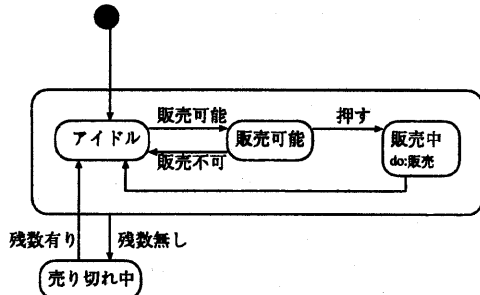 販売可能
押す
アイドル
販売可能
販売中
do:販売
販売不可
残数有り
残数無し
売り切れ中